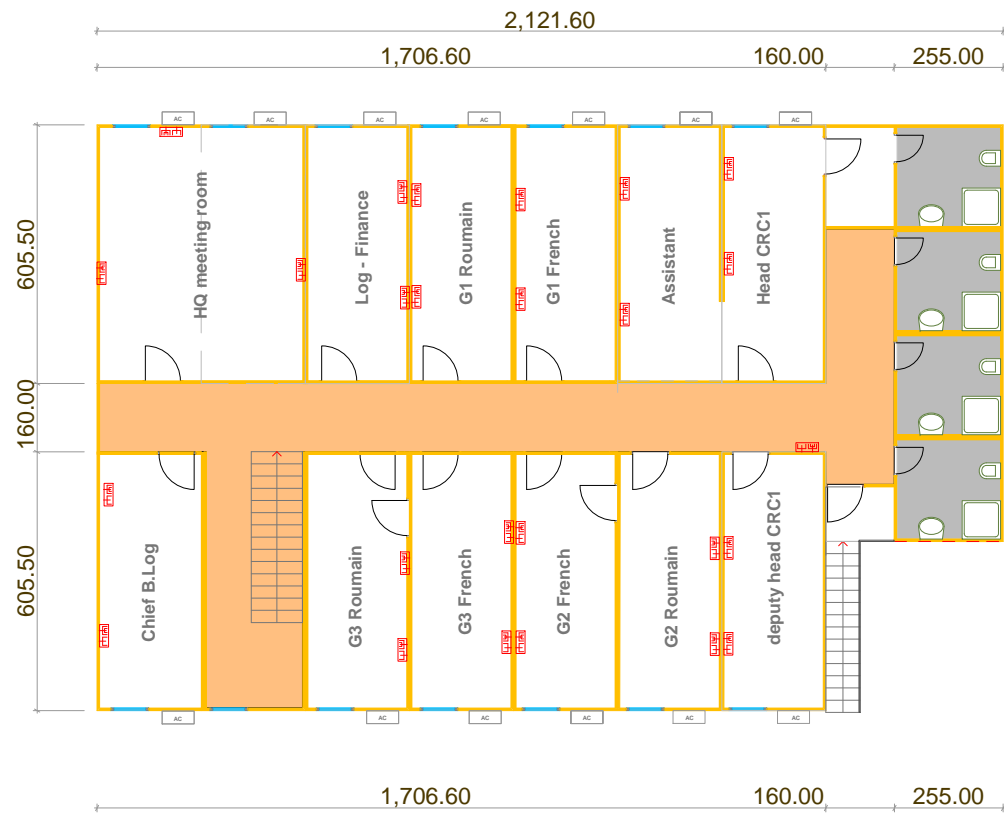 2,121.60
1,706.60
160.00
255.00
AC
AC
AC
AC
AC
AC
AC
AC
605.50
160.00
605.50
HQ meeting room
Log - Finance
G1 Roumain
G1 French
Assistant
Head CRC1
Chief B.Log
G3 Roumain
G3 French
G2 French
G2 Roumain
deputy head CRC1
AC
AC
AC
AC
AC
AC
1,706.60
160.00
255.00